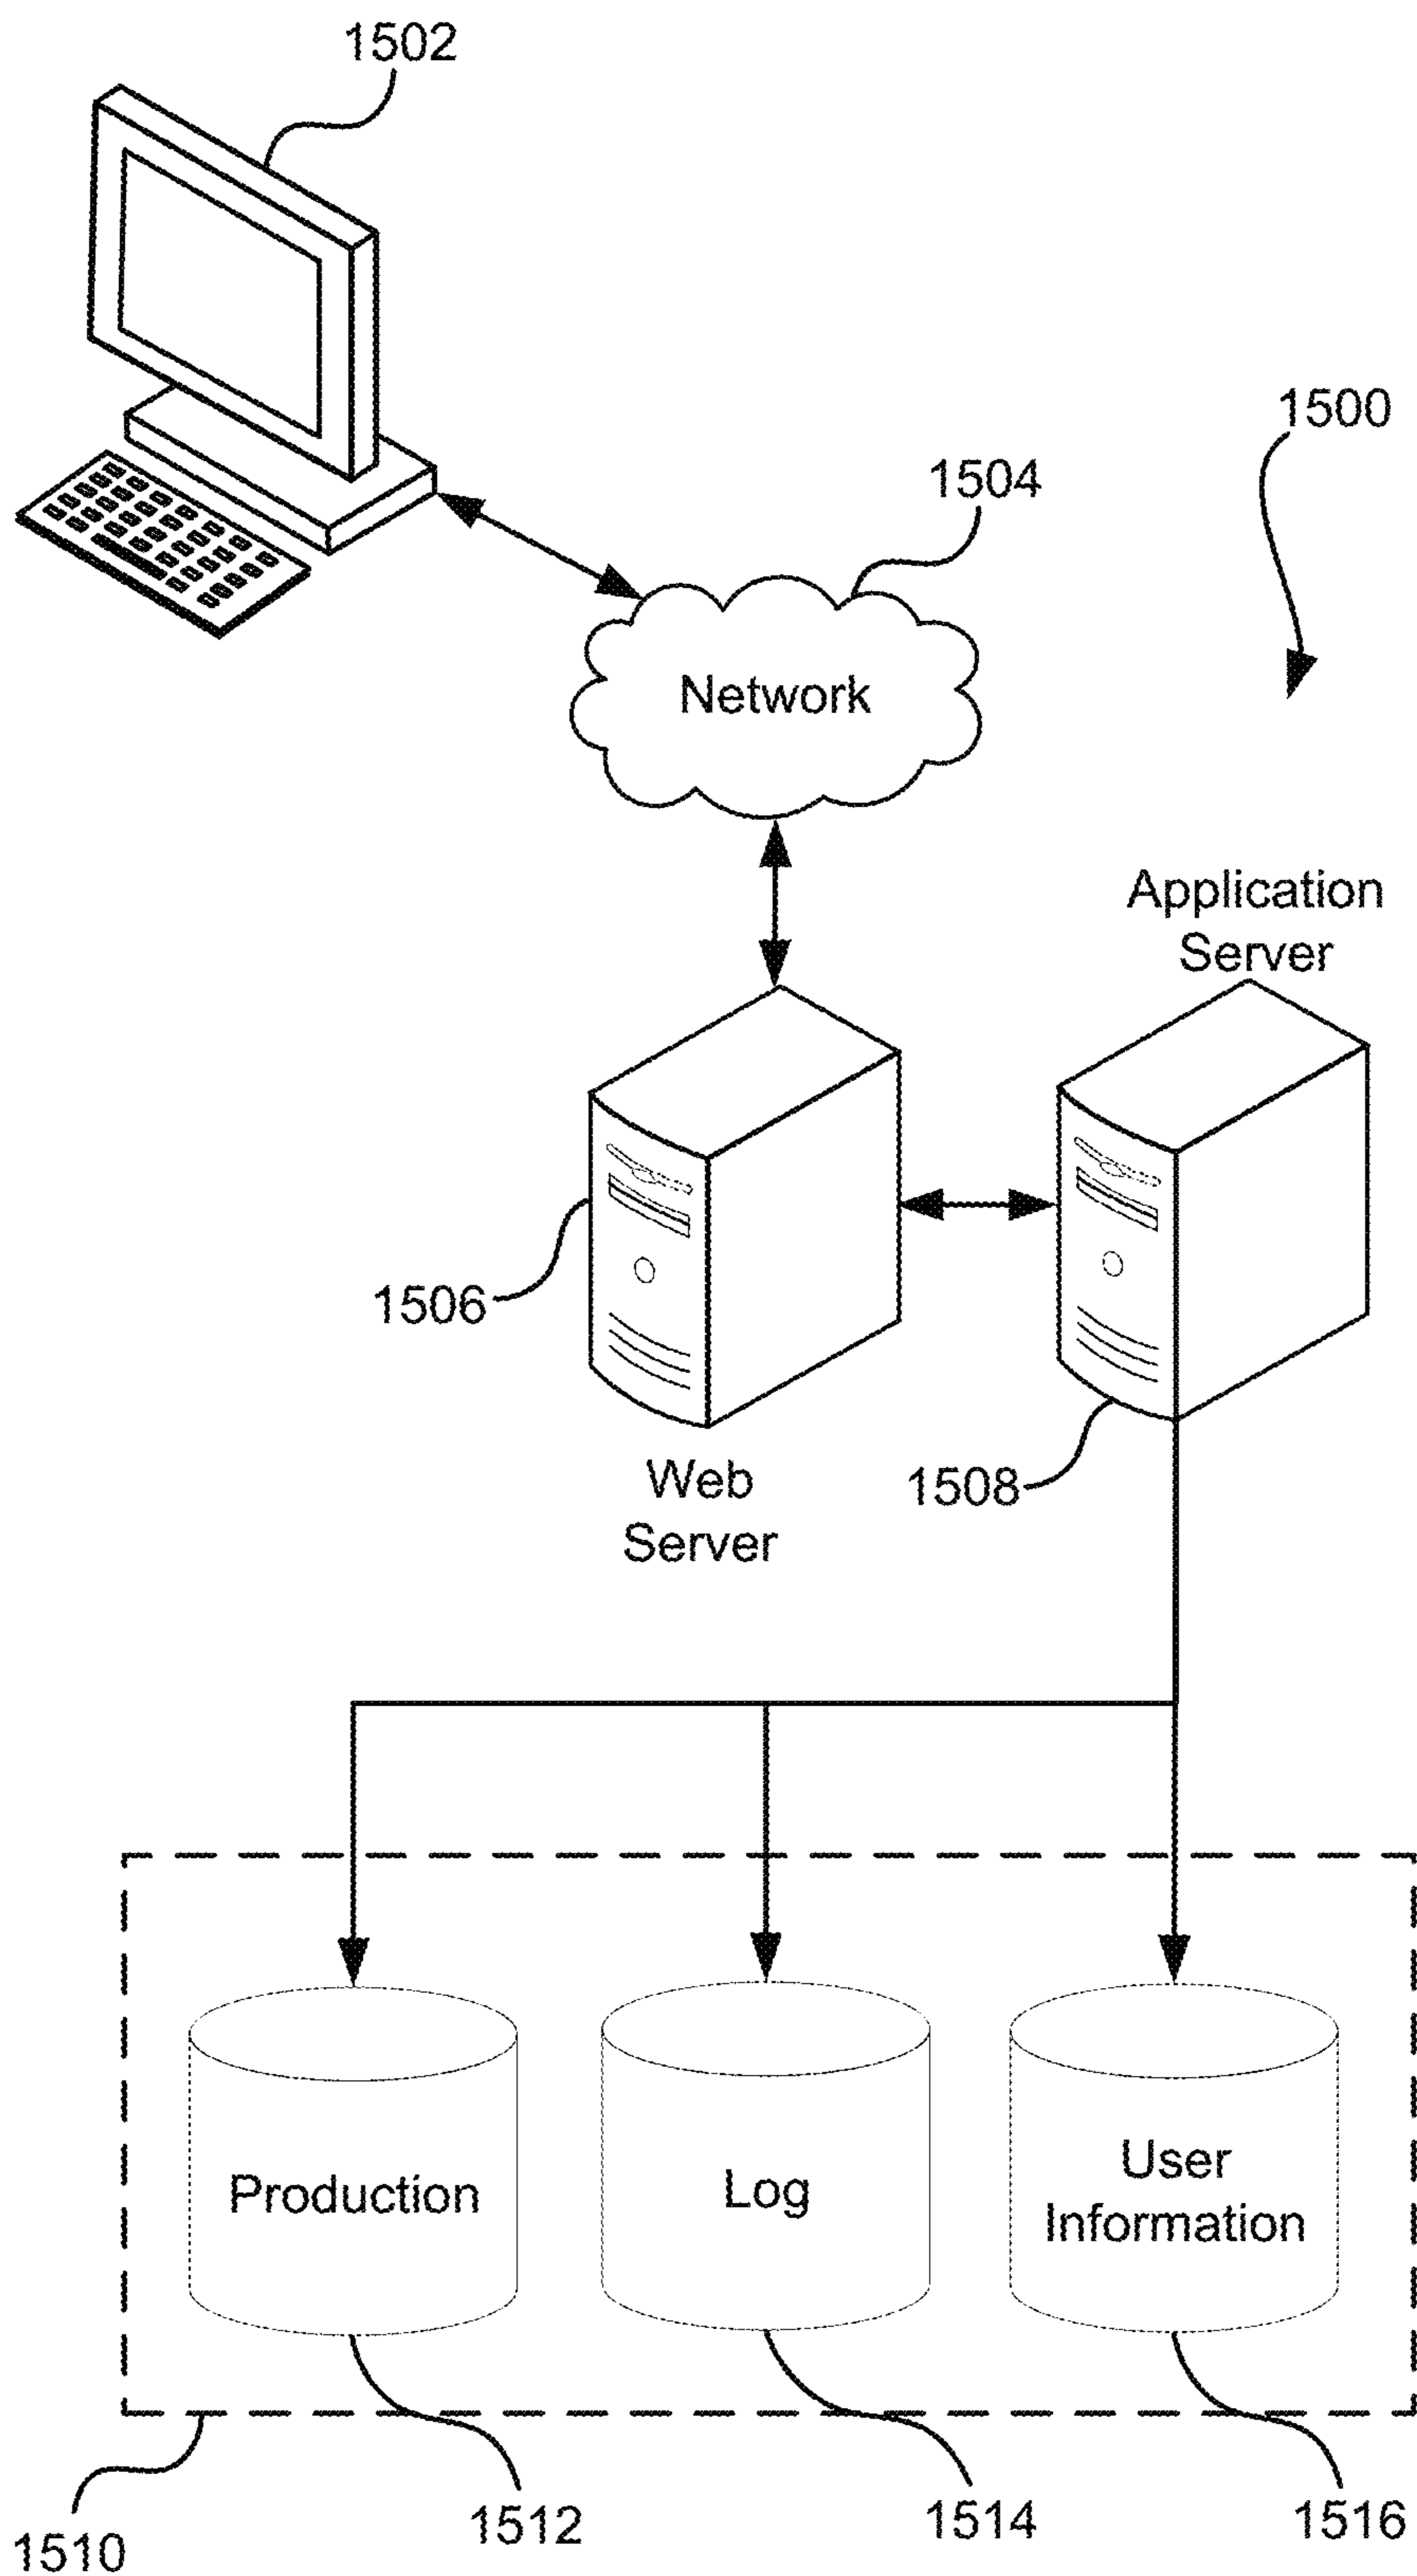 1502
1500
1504
Network
Application
Server
1506
1508
Web
Server
Production
Log
User
Information
1510
1512
1514
1516